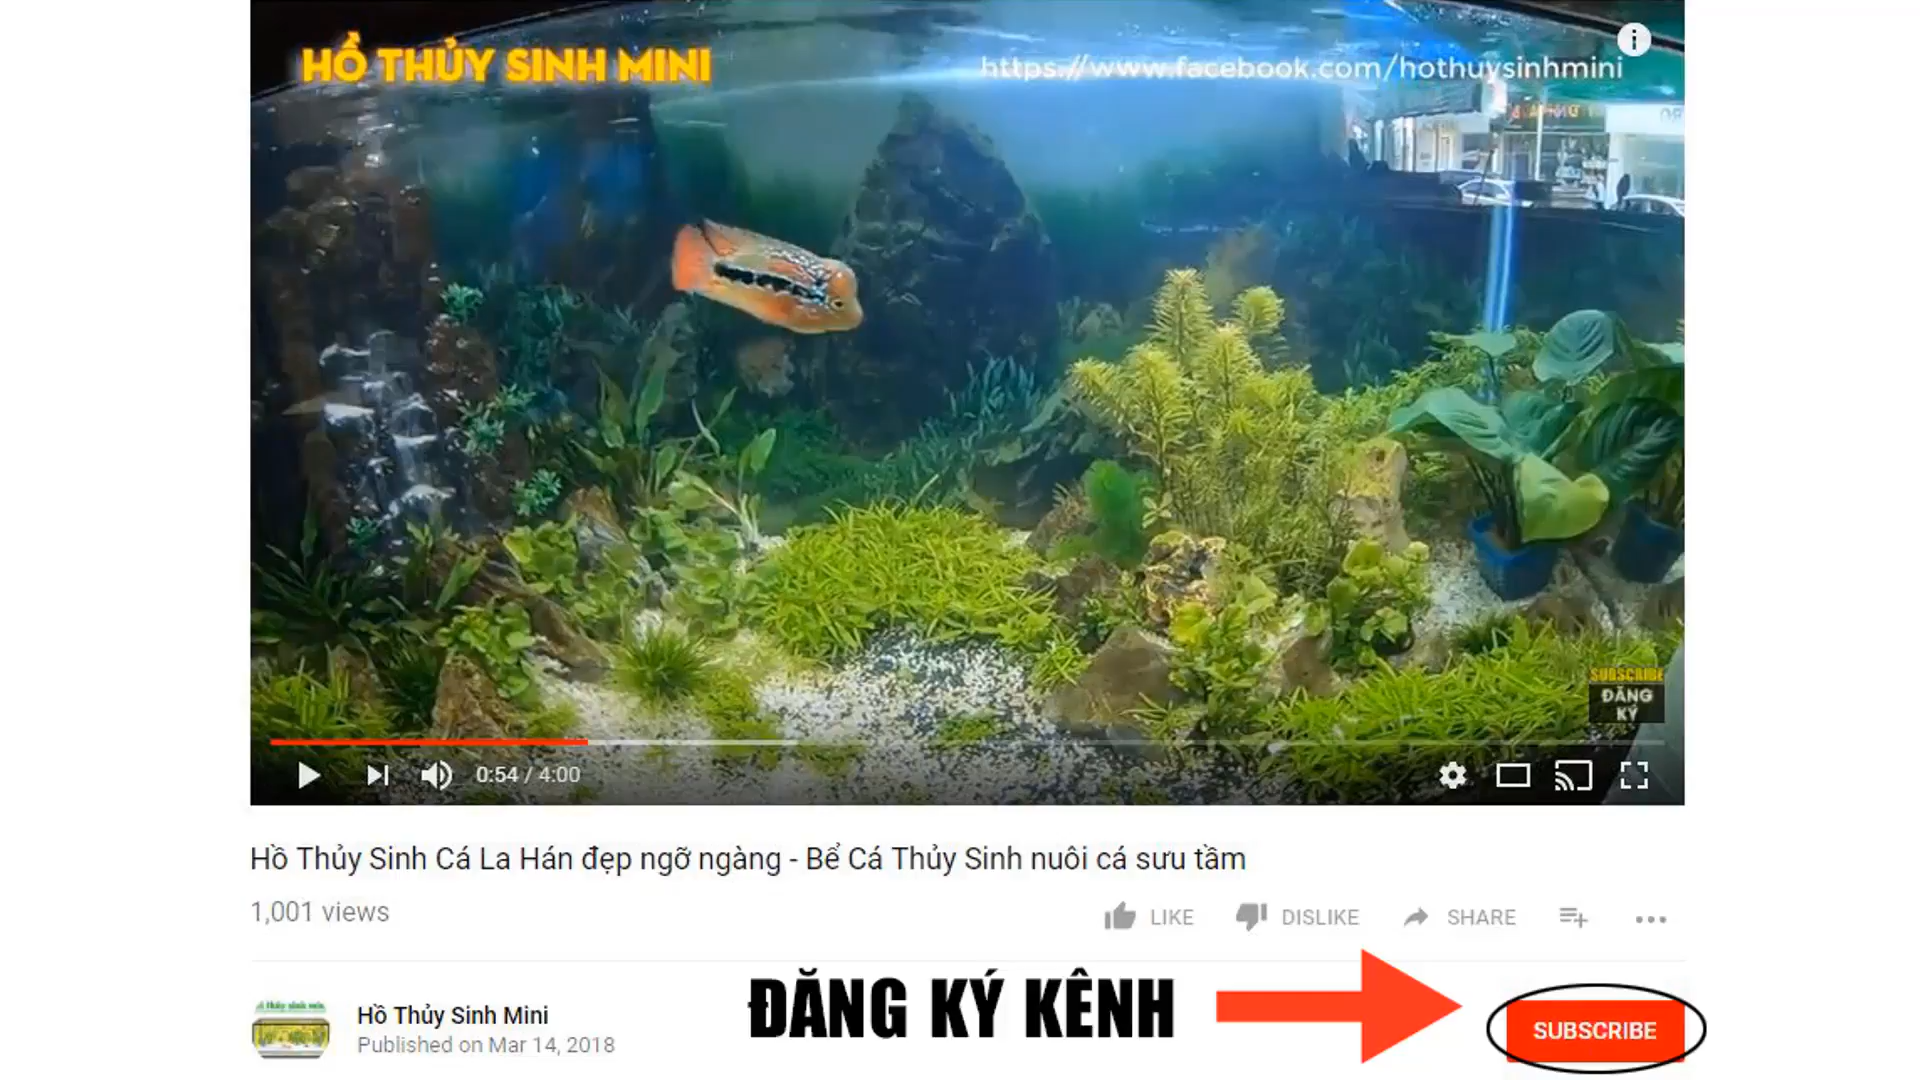 HỒ THỦY SINH MINI
https://www.facebook.com/hothuysinhmini
SUBSCRIBE
ĐĂNG
KÝ
0:54 / 4:00
Hồ Thủy Sinh Cá La Hán đẹp ngỡ ngàng - Bể Cá Thủy Sinh nuôi cá sưu tầm
1,001 views
LIKE
DISLIKE
SHARE
ĐĂNG KÝ KÊNH
Hồ Thủy Sinh Mini
Published on Mar 14, 2018
SUBSCRIBE